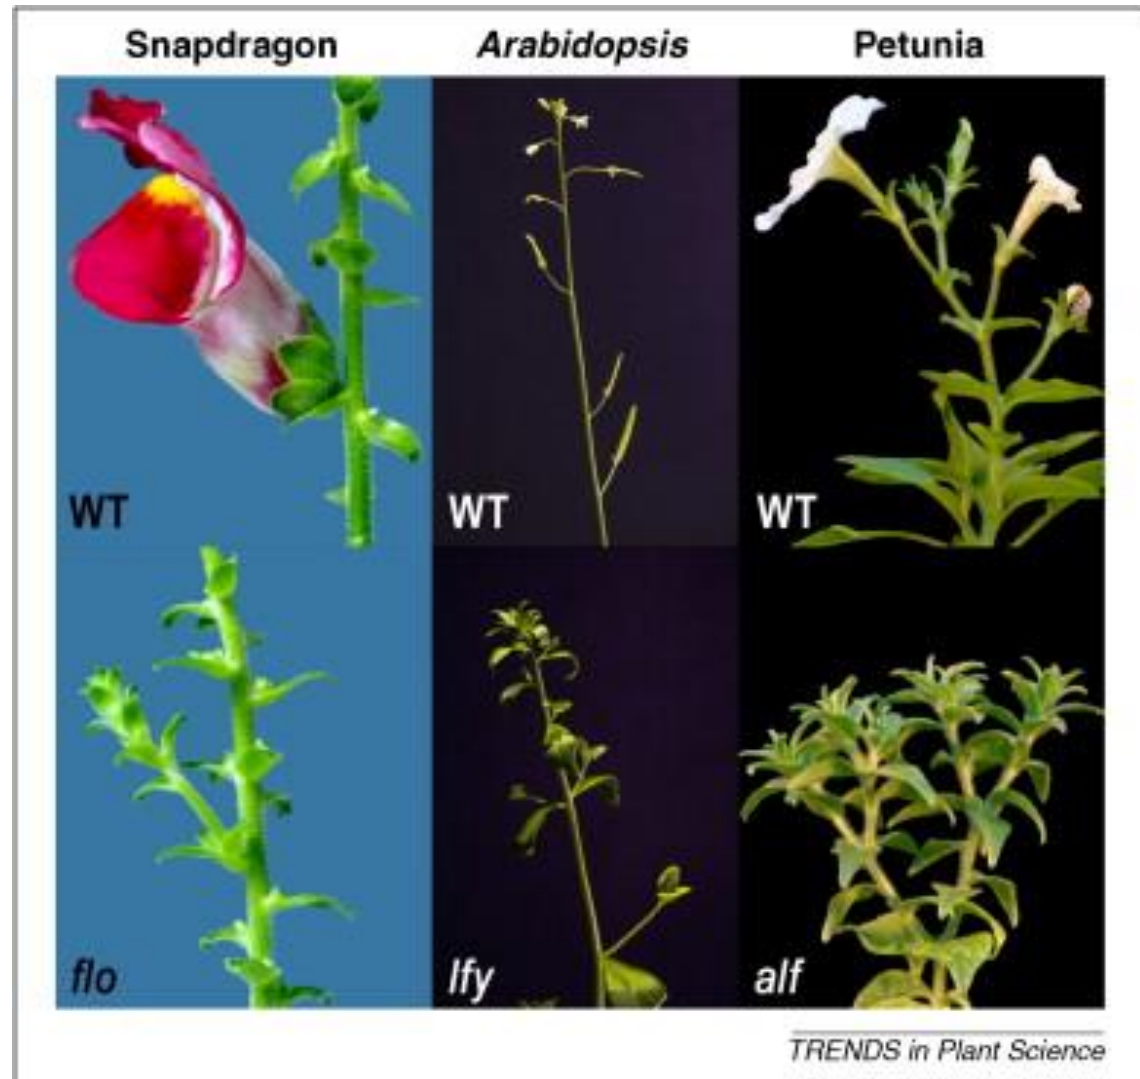 Snapdragon Arabidopsis Petunia
WT WT WT
flo lfy alf
TRENDS in Plant Science